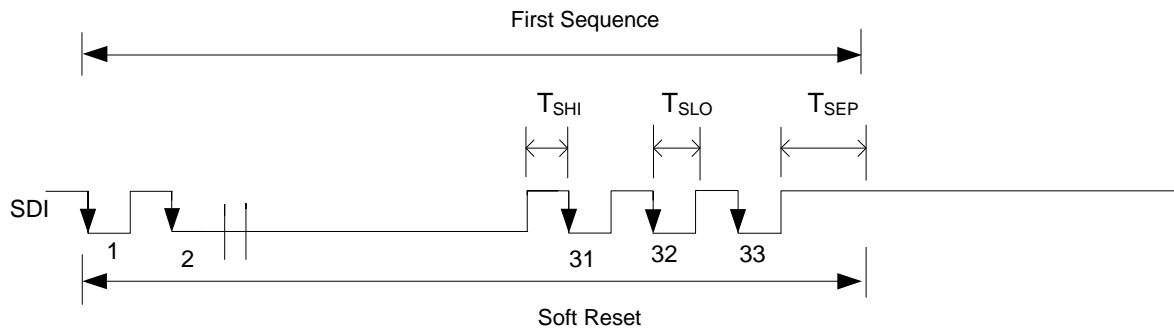 First Sequence
TSHI TSLO TSEP
SDI
1 2 31 32 33
Soft Reset